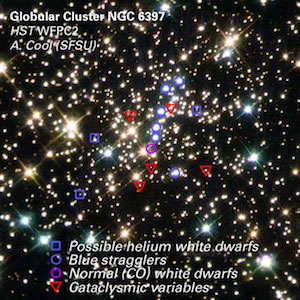 Globular Cluster NGC 6397
HST WFPC2
A. Cool (SFSU)
Possible helium white dwarfs
Blue stragglers
Normal (CO) white dwarfs
Cataclysmic variables